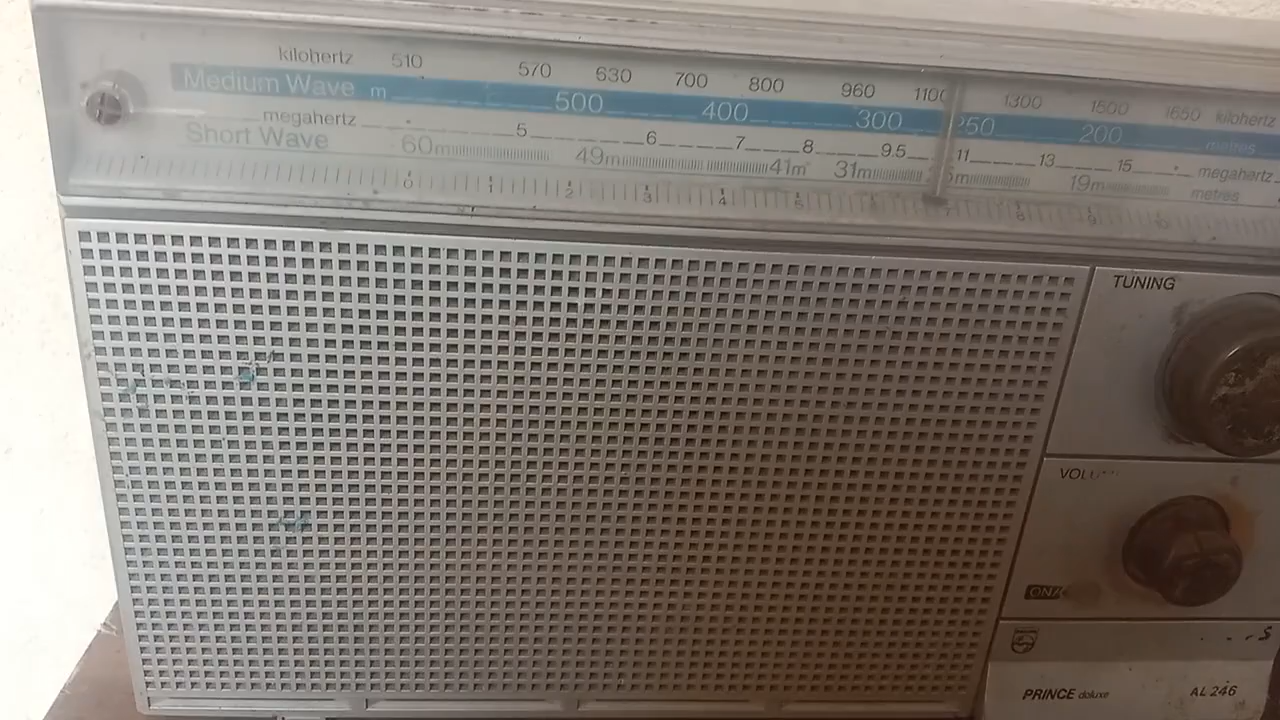 kilohertz 510 570 630 700 800 960 1100 1300 1500 1650 kilohertz
Medium Wave m 500 400 300 250 200 metres
megahertz 5 6 7 8 9.5 11 13 15 megahertz
Short Wave 60m 49m 41m 31m 19m metres
0 1 2 3 4 5 6 7 8 9 10
TUNING
VOLU
ON/
PRINCE deluxe AL 246